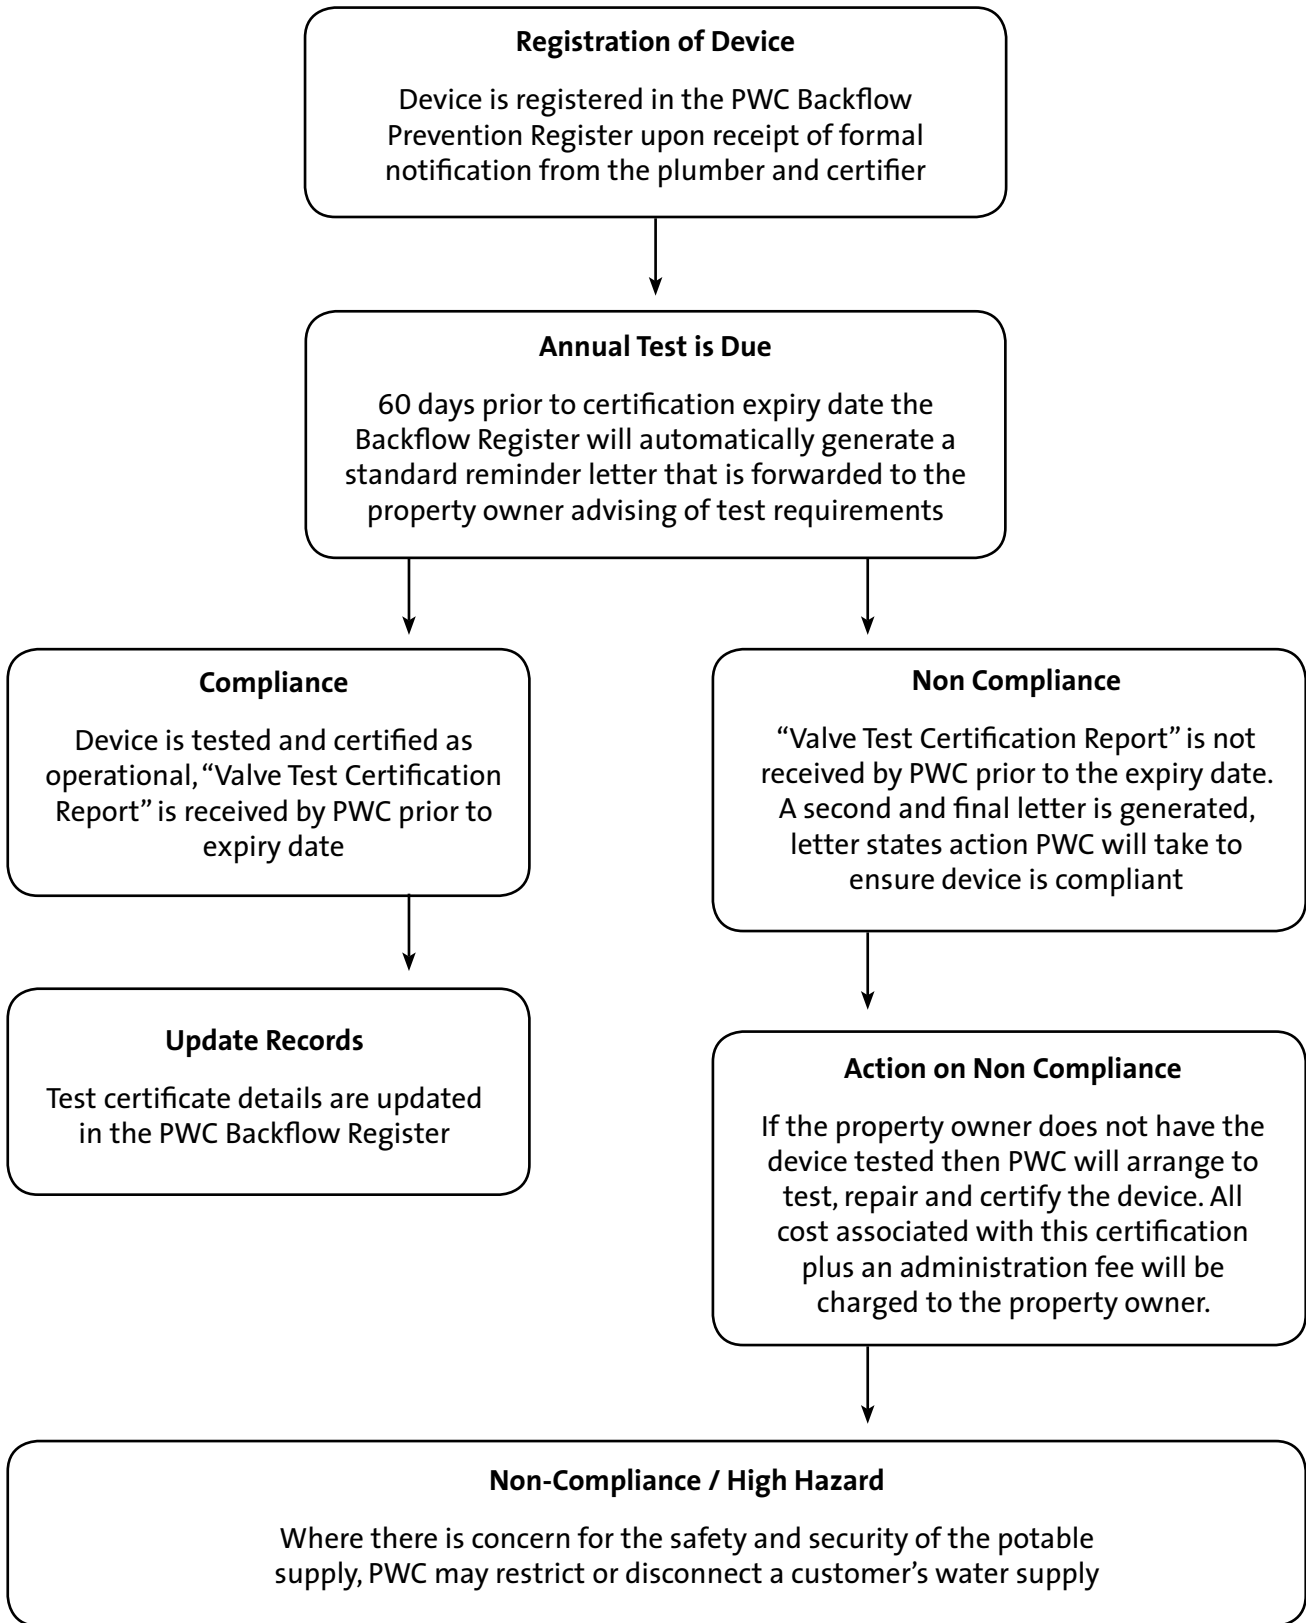 Registration of Device
Device is registered in the PWC Backflow
Prevention Register upon receipt of formal
notification from the plumber and certifier
Annual Test is Due
60 days prior to certification expiry date the
Backflow Register will automatically generate a
standard reminder letter that is forwarded to the
property owner advising of test requirements
Compliance
Device is tested and certified as
operational, “Valve Test Certification
Report” is received by PWC prior to
expiry date
Non Compliance
“Valve Test Certification Report” is not
received by PWC prior to the expiry date.
A second and final letter is generated,
letter states action PWC will take to
ensure device is compliant
Update Records
Test certificate details are updated
in the PWC Backflow Register
Action on Non Compliance
If the property owner does not have the
device tested then PWC will arrange to
test, repair and certify the device. All
cost associated with this certification
plus an administration fee will be
charged to the property owner.
Non-Compliance / High Hazard
Where there is concern for the safety and security of the potable
supply, PWC may restrict or disconnect a customer’s water supply